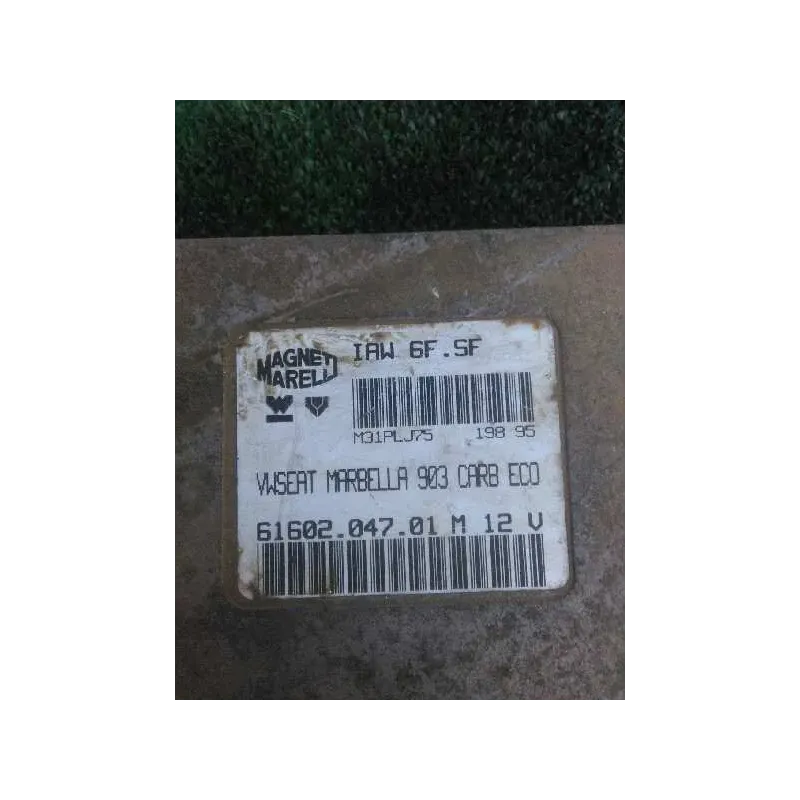 MAGNETI
MARELLI
IAW 6F.SF
M31PLJ75 198 95
VWSEAT MARBELLA 903 CARB ECO
61602.047.01 M 12 V